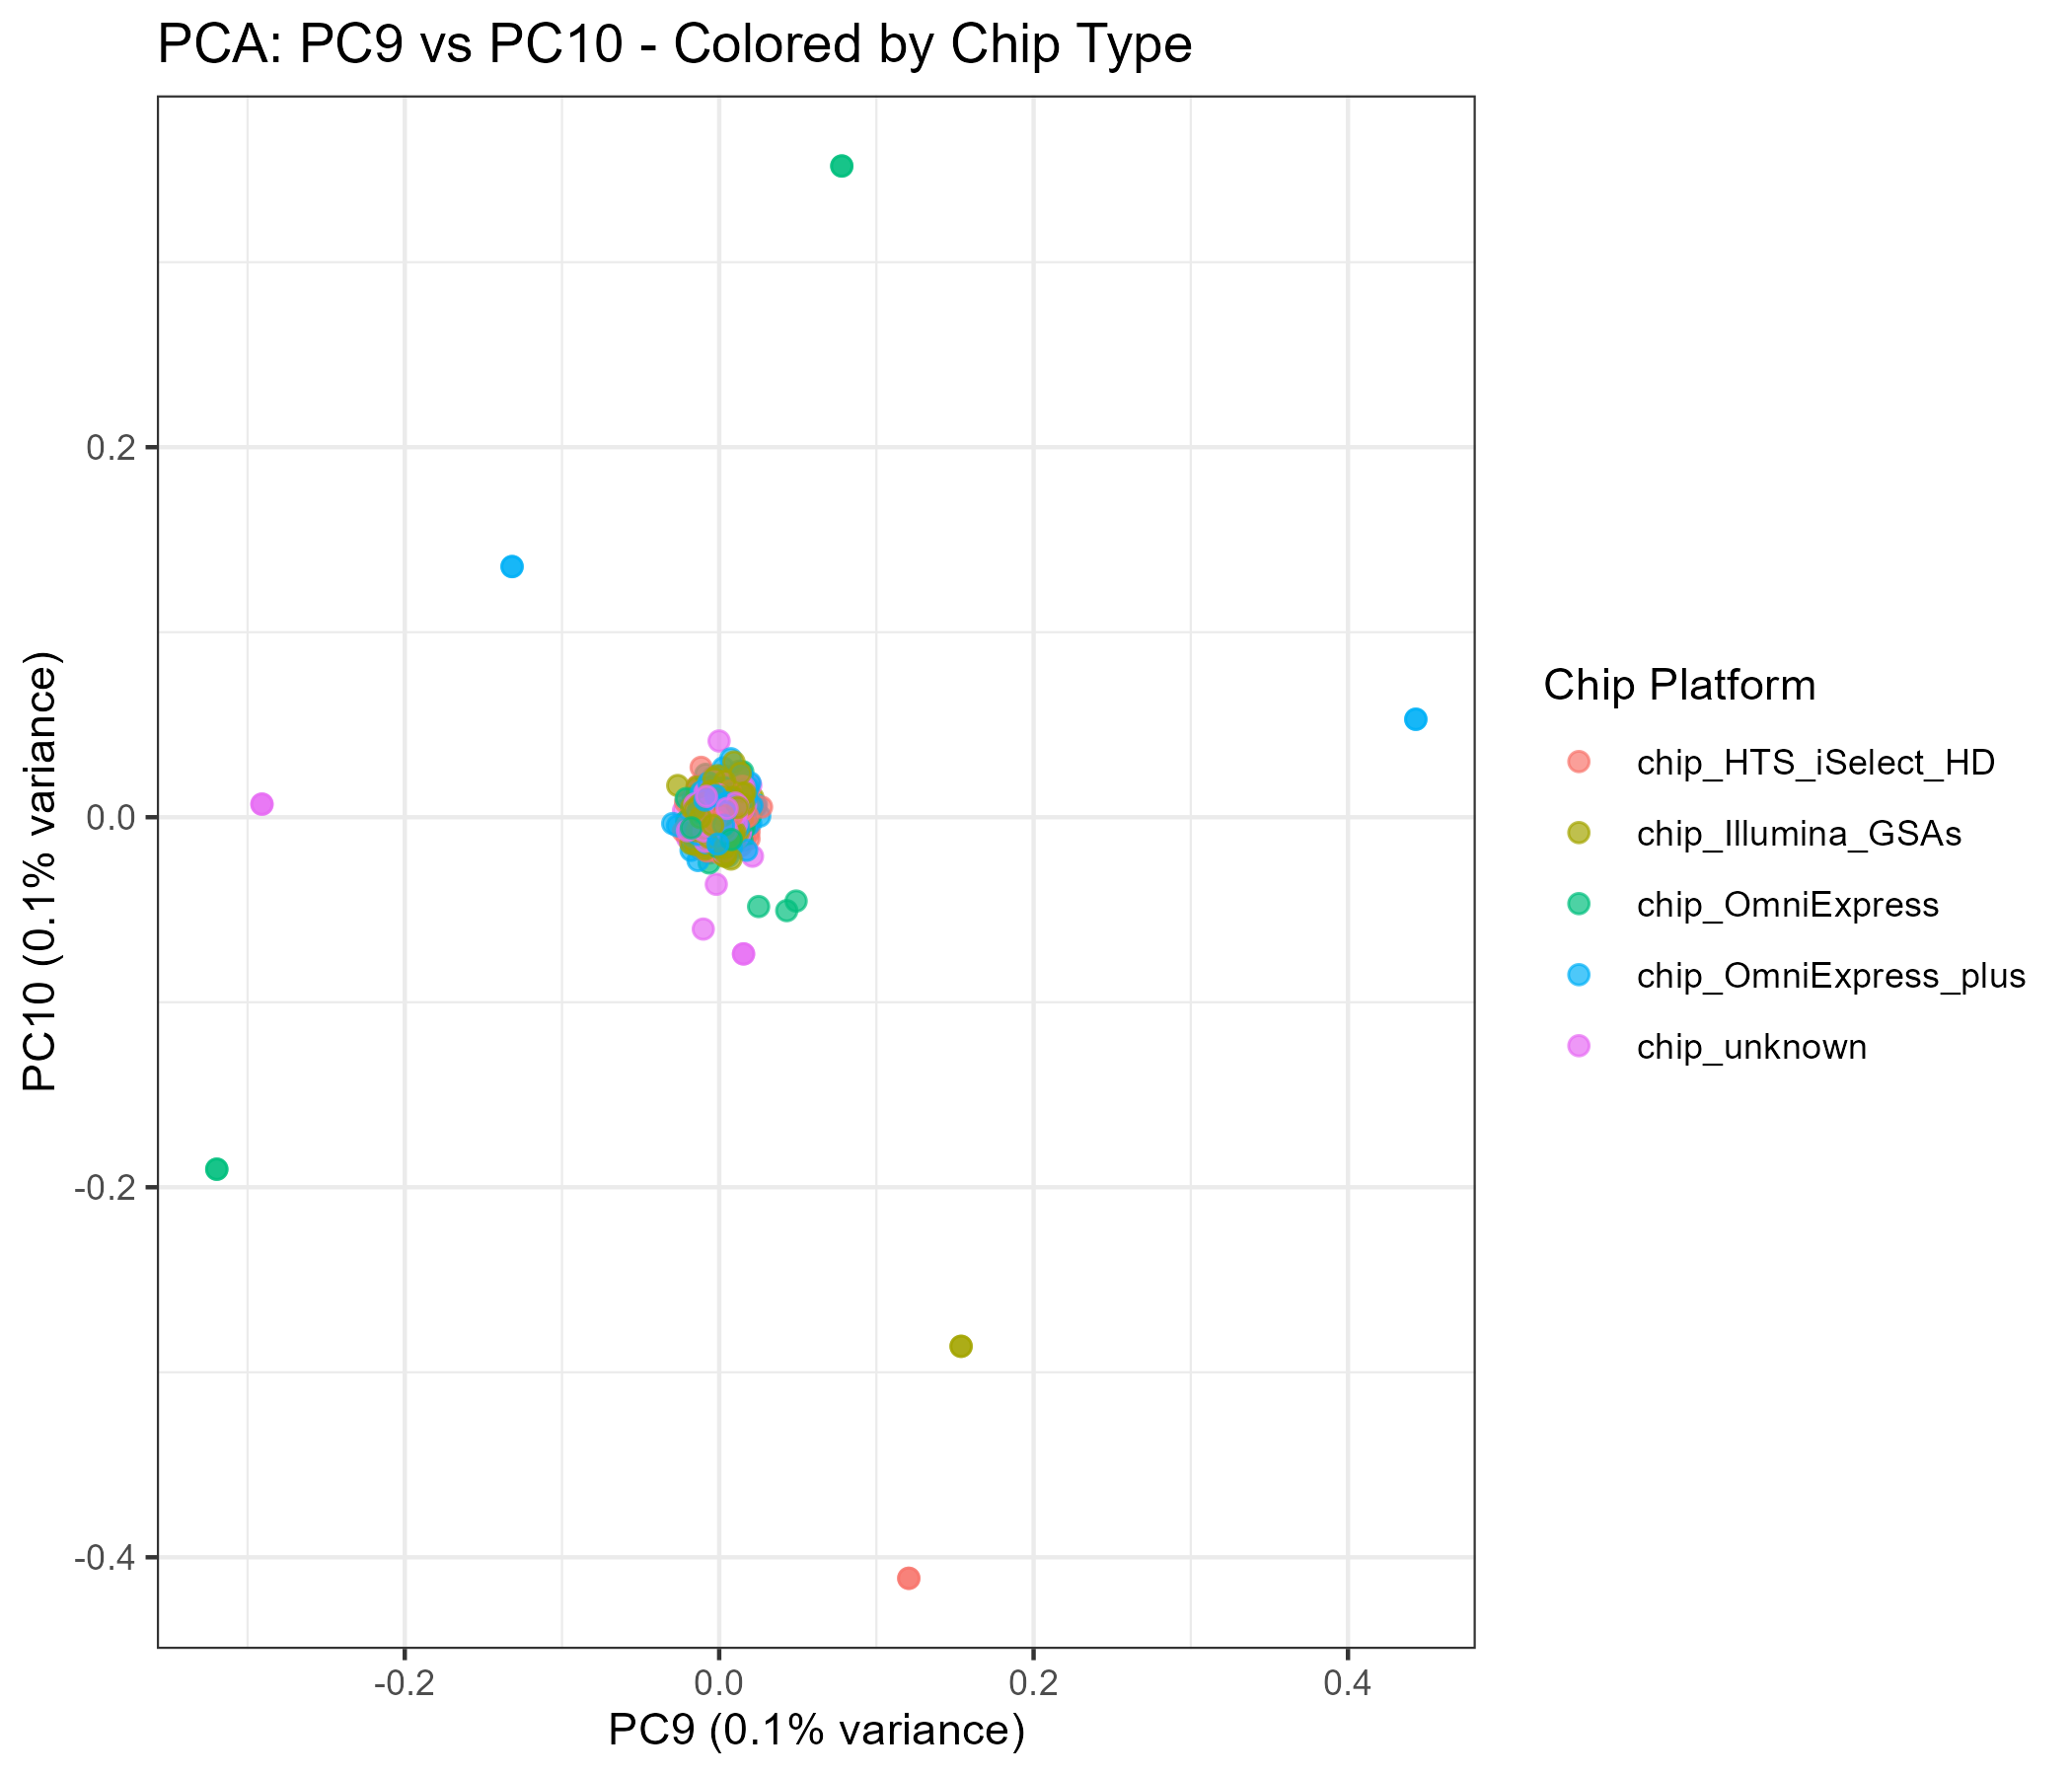 PCA: PC9 vs PC10 - Colored by Chip Type
PC10 (0.1% variance)
0.2
0.0
-0.2
-0.4
-0.2
0.0
0.2
0.4
PC9 (0.1% variance)
Chip Platform
chip_HTS_iSelect_HD
chip_Illumina_GSAs
chip_OmniExpress
chip_OmniExpress_plus
chip_unknown